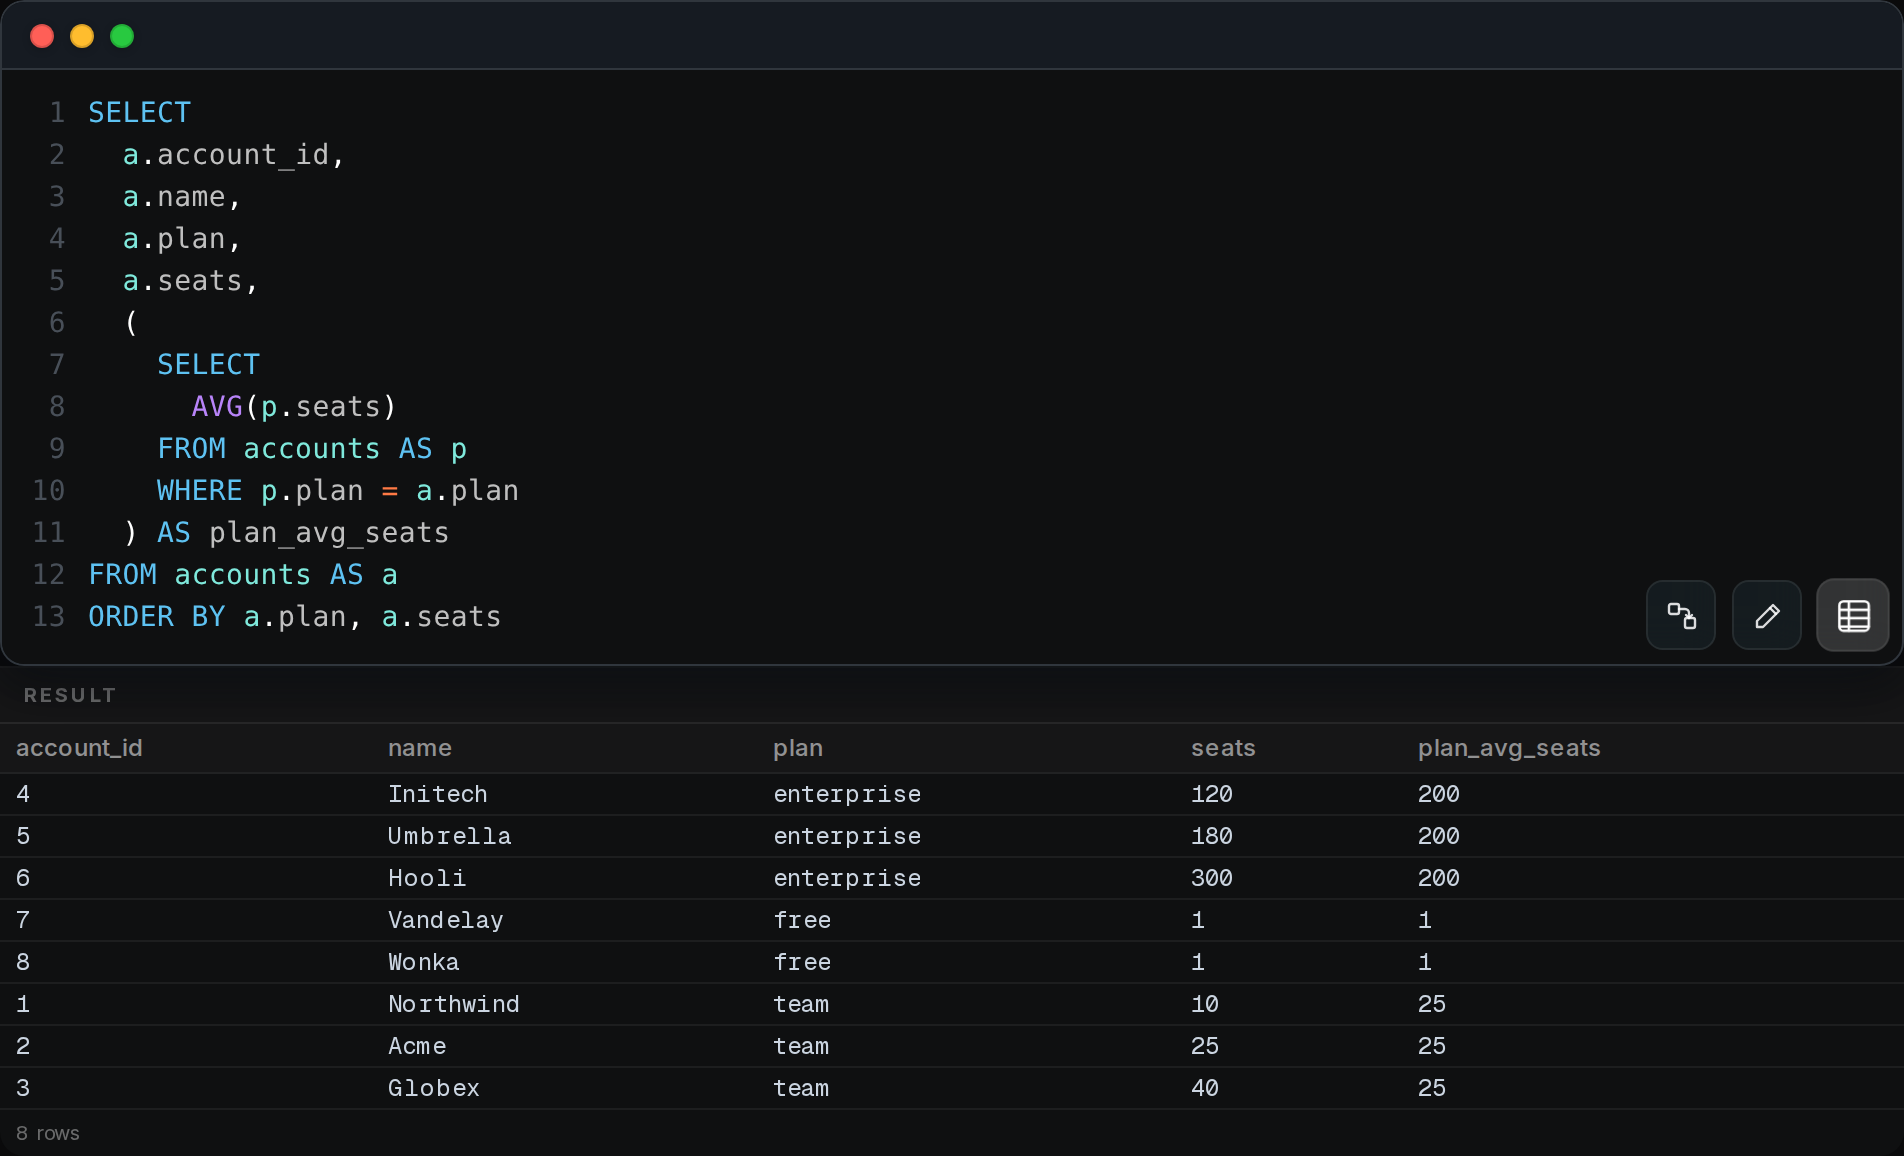 1 SELECT
2   a.account_id,
3   a.name,
4   a.plan,
5   a.seats,
6   (
7     SELECT
8       AVG(p.seats)
9     FROM accounts AS p
10     WHERE p.plan = a.plan
11   ) AS plan_avg_seats
12 FROM accounts AS a
13 ORDER BY a.plan, a.seats
RESULT
account_id name plan seats plan_avg_seats
4 Initech enterprise 120 200
5 Umbrella enterprise 180 200
6 Hooli enterprise 300 200
7 Vandelay free 1 1
8 Wonka free 1 1
1 Northwind team 10 25
2 Acme team 25 25
3 Globex team 40 25
8 rows